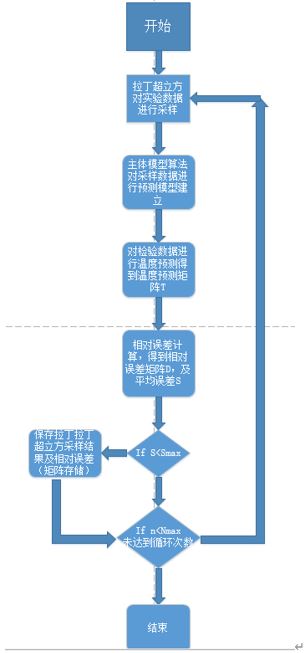 开始
拉丁超立方
对实验数据
进行采样
主体模型算法
对采样数据进
行预测模型建
立
对检验数据进
行温度预测得
到温度预测矩
阵T
相对误差计
算，得到相对
误差矩阵D，及
平均误差S
If S<Smax
保存拉丁拉丁
超立方采样结
果及相对误差
（矩阵存储）
If n<Nmax
未达到循环次数
结束